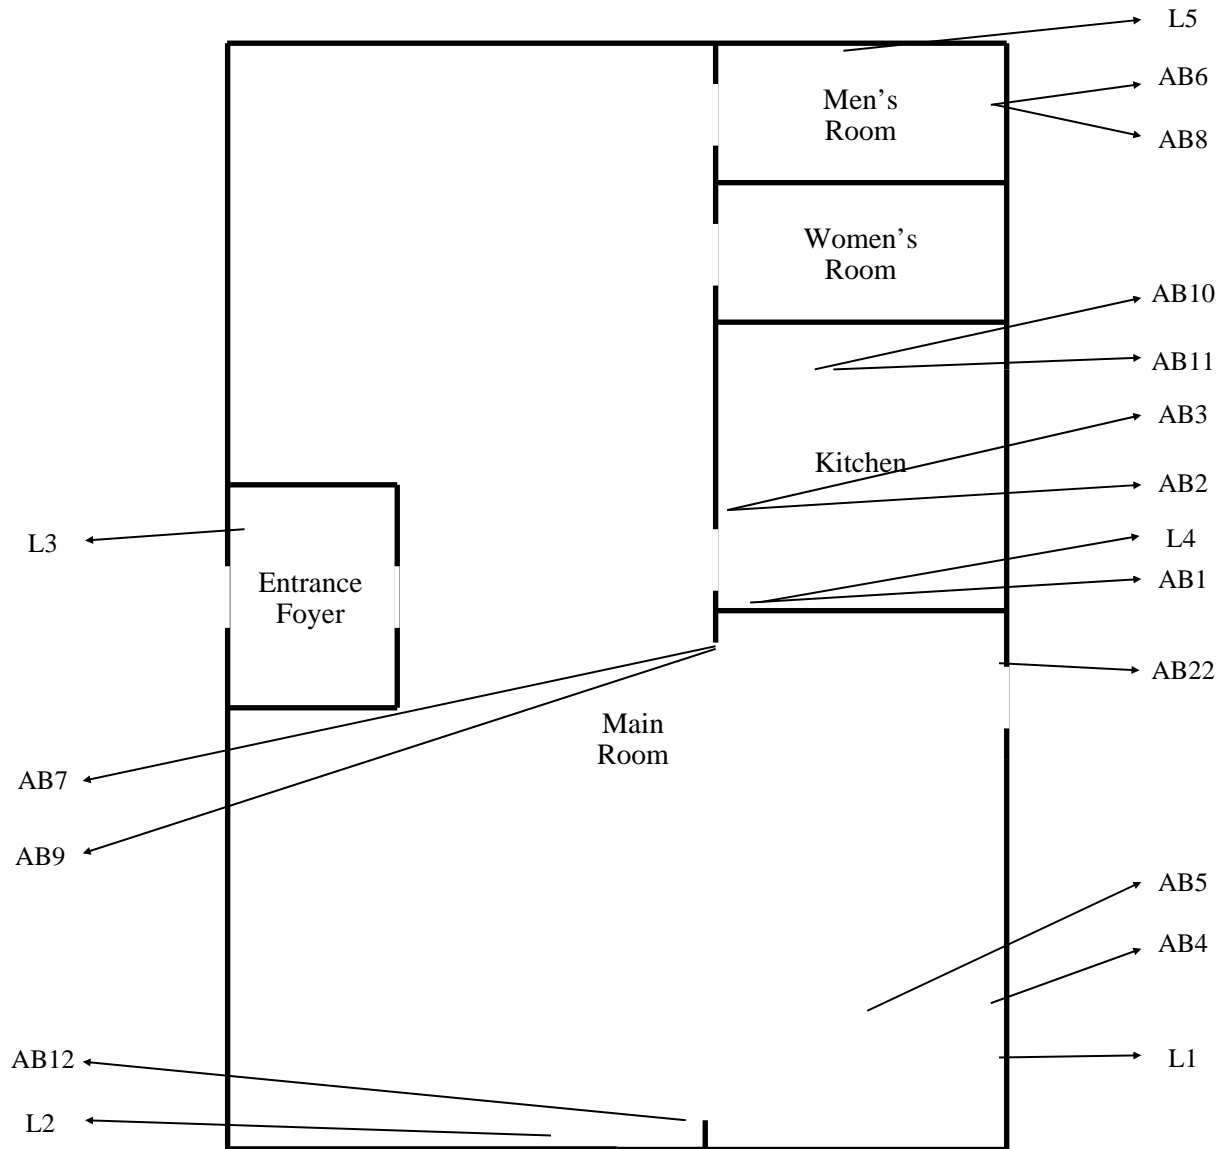 L5
AB6
Men’s
Room
AB8
Women’s
Room
AB10
AB11
AB3
Kitchen
AB2
L4
L3
AB1
Entrance
Foyer
AB22
Main
Room
AB7
AB9
AB5
AB4
AB12
L1
L2